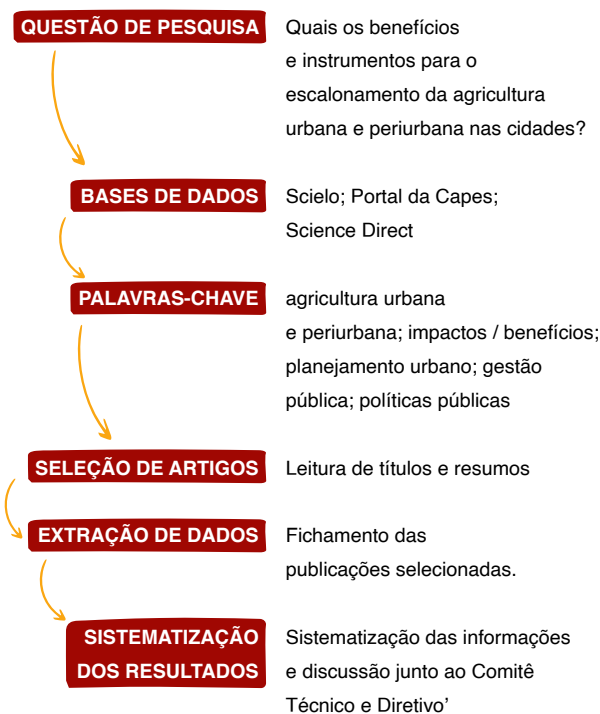 QUESTÃO DE PESQUISA
Quais os benefícios
e instrumentos para o
escalonamento da agricultura
urbana e periurbana nas cidades?
BASES DE DADOS
Scielo; Portal da Capes;
Science Direct
PALAVRAS-CHAVE
agricultura urbana
e periurbana; impactos / benefícios;
planejamento urbano; gestão
pública; políticas públicas
SELEÇÃO DE ARTIGOS
Leitura de títulos e resumos
EXTRAÇÃO DE DADOS
Fichamento das
publicações selecionadas.
SISTEMATIZAÇÃO
DOS RESULTADOS
Sistematização das informações
e discussão junto ao Comitê
Técnico e Diretivo’